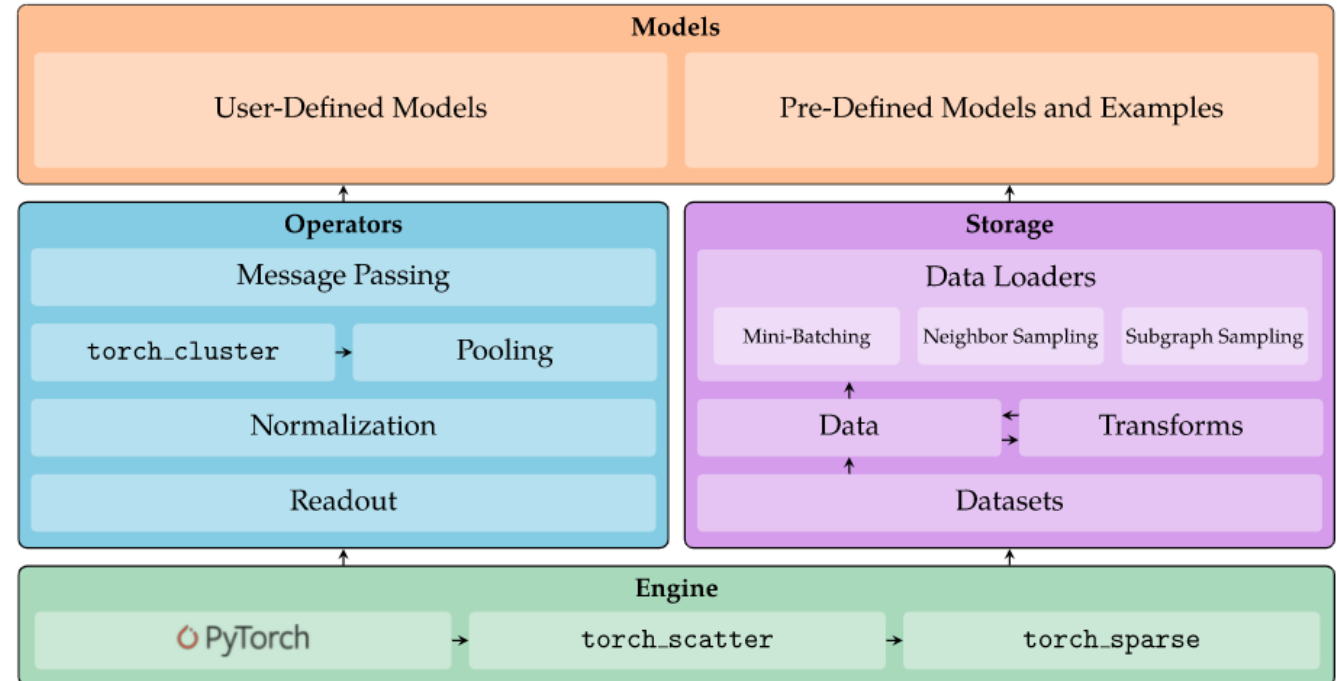 Models
User-Defined Models
Pre-Defined Models and Examples
Operators
Message Passing
torch_cluster
Pooling
Normalization
Readout
Storage
Data Loaders
Mini-Batching
Neighbor Sampling
Subgraph Sampling
Data
Transforms
Datasets
Engine
PyTorch
torch_scatter
torch_sparse